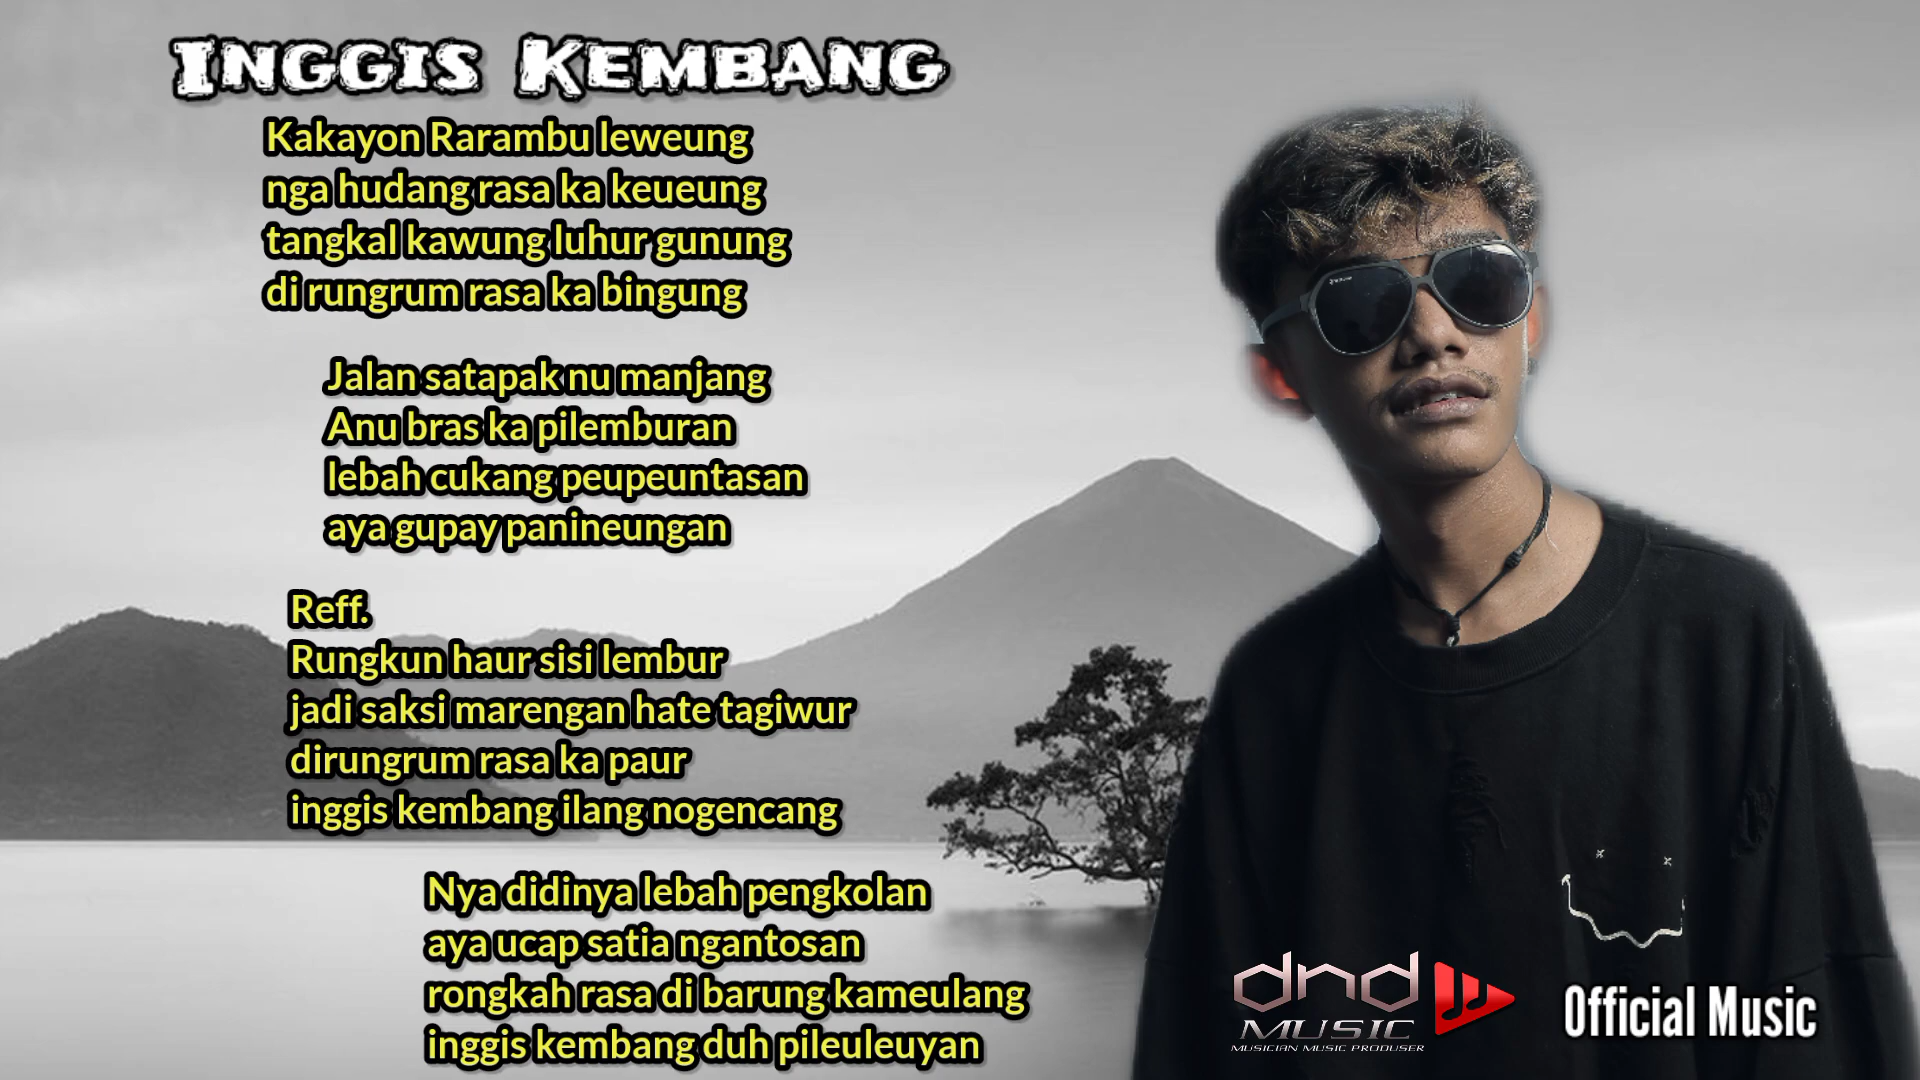 Inggis Kembang
Kakayon Rarambu leweung
nga hudang rasa ka keueung
tangkal kawung luhur gunung
di rungrum rasa ka bingung
Jalan satapak nu manjang
Anu bras ka pilemburan
lebah cukang peupeuntasan
aya gupay panineungan
Reff.
Rungkun haur sisi lembur
jadi saksi marengan hate tagiwur
dirungrum rasa ka paur
inggis kembang ilang nogencang
Nya didinya lebah pengkolan
aya ucap satia ngantosan
rongkah rasa di barung kameulang
inggis kembang duh pileuleuyan
dnd
MUSIC
MUSICIAN MUSIC PRODUSER
Official Music